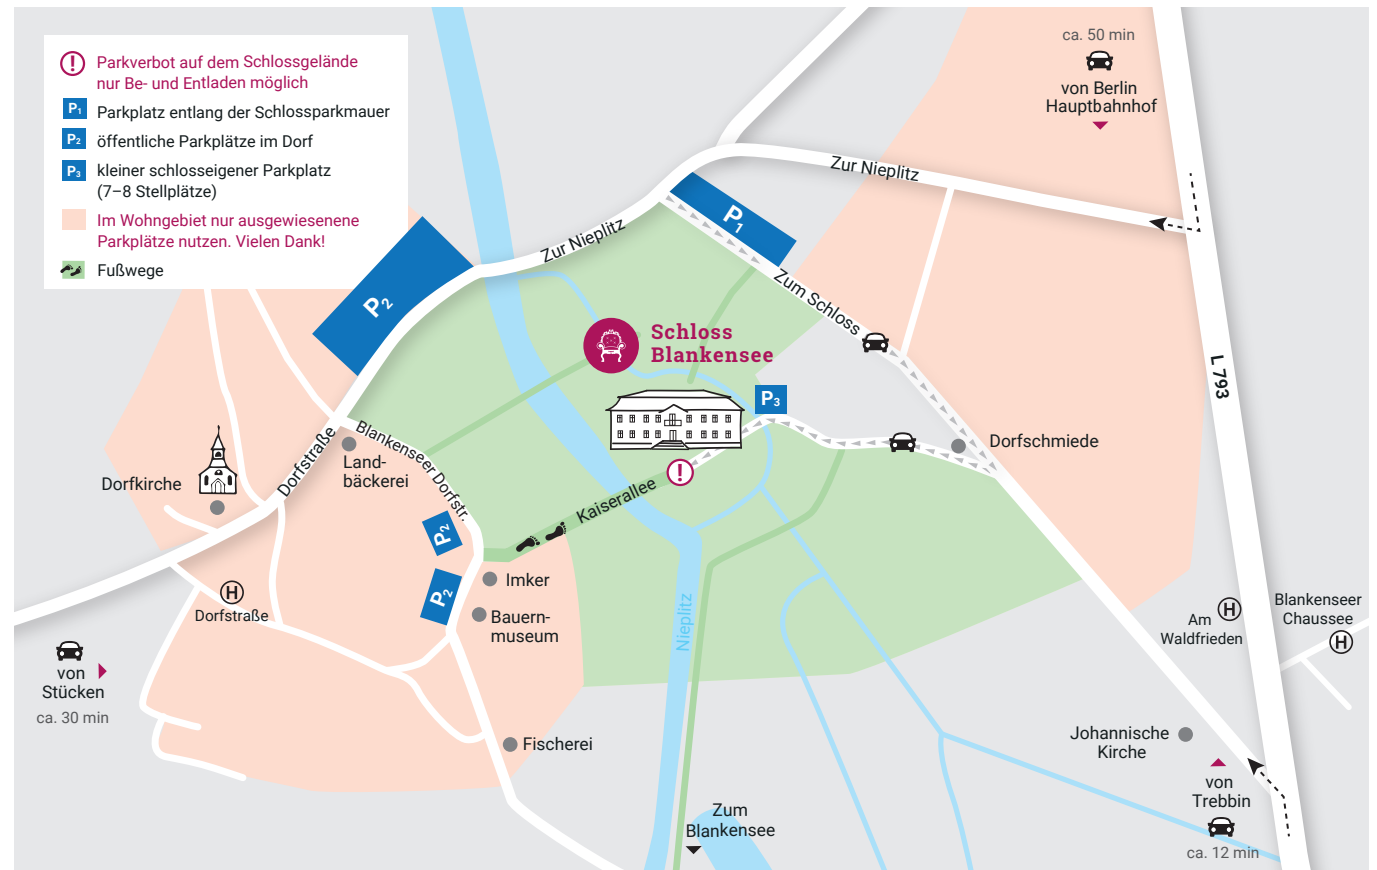 Parkverbot auf dem Schlossgelände
nur Be- und Entladen möglich
P1
Parkplatz entlang der Schlossparkmauer
P2
öffentliche Parkplätze im Dorf
P3
kleiner schlosseigener Parkplatz
(7–8 Stellplätze)
Im Wohngebiet nur ausgewiesenene
Parkplätze nutzen. Vielen Dank!
Fußwege
ca. 50 min
von Berlin
Hauptbahnhof
Zur Nieplitz
Zur Nieplitz
P1
P2
Zum Schloss
Schloss
Blankensee
L 793
P3
Dorfschmiede
Dorfstraße
Blankenseer Dorfstr.
Land-
bäckerei
Dorfkirche
!
Kaiserallee
P2
P2
Imker
Bauern-
museum
H
Dorfstraße
Nieplitz
Am
Waldfrieden
H
Blankenseer
Chaussee
H
von
Stücken
ca. 30 min
Fischerei
Johannische
Kirche
von
Trebbin
ca. 12 min
Zum
Blankensee